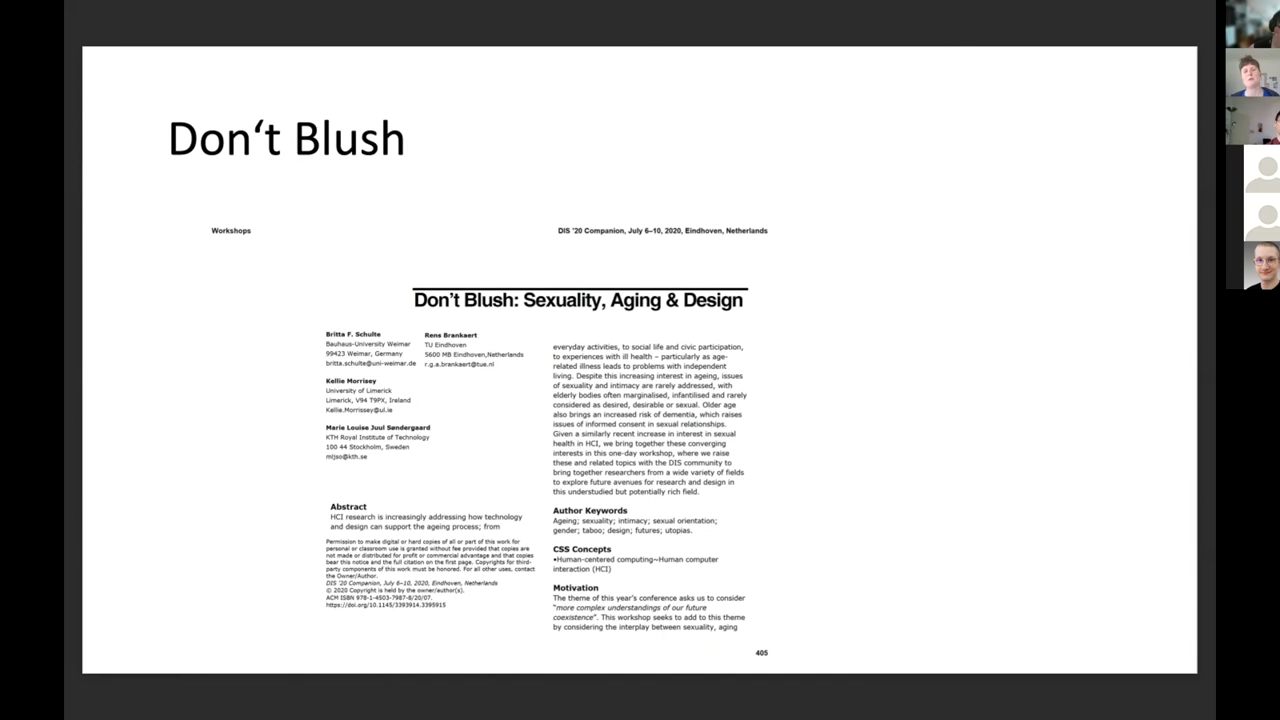 Don‘t Blush
Workshops
DIS ’20 Companion, July 6–10, 2020, Eindhoven, Netherlands
Don’t Blush: Sexuality, Aging & Design
Britta F. Schulte
Bauhaus-University Weimar
99423 Weimar, Germany
britta.schulte@uni-weimar.de
Rens Brankaert
TU Eindhoven
5600 MB Eindhoven,Netherlands
r.g.a.brankaert@tue.nl
Kellie Morrisey
University of Limerick
Limerick, V94 T9PX, Ireland
Kellie.Morrissey@ul.ie
Marie Louise Juul Søndergaard
KTH Royal Institute of Technology
100 44 Stockholm, Sweden
mljso@kth.se
Abstract
HCI research is increasingly addressing how technology
and design can support the ageing process; from
Permission to make digital or hard copies of all or part of this work for
personal or classroom use is granted without fee provided that copies are
not made or distributed for profit or commercial advantage and that copies
bear this notice and the full citation on the first page. Copyrights for third-
party components of this work must be honored. For all other uses, contact
the Owner/Author.
DIS '20 Companion, July 6–10, 2020, Eindhoven, Netherlands
© 2020 Copyright is held by the owner/author(s).
ACM ISBN 978-1-4503-7987-8/20/07.
https://doi.org/10.1145/3393914.3395915
everyday activities, to social life and civic participation,
to experiences with ill health – particularly as age-
related illness leads to problems with independent
living. Despite this increasing interest in ageing, issues
of sexuality and intimacy are rarely addressed, with
elderly bodies often marginalised, infantilised and rarely
considered as desired, desirable or sexual. Older age
also brings an increased risk of dementia, which raises
issues of informed consent in sexual relationships.
Given a similarly recent increase in interest in sexual
health in HCI, we bring together these converging
interests in this one-day workshop, where we raise
these and related topics with the DIS community to
bring together researchers from a wide variety of fields
to explore future avenues for research and design in
this understudied but potentially rich field.
Author Keywords
Ageing; sexuality; intimacy; sexual orientation;
gender; taboo; design; futures; utopias.
CSS Concepts
•Human-centered computing~Human computer
interaction (HCI)
Motivation
The theme of this year's conference asks us to consider
"more complex understandings of our future
coexistence". This workshop seeks to add to this theme
by considering the interplay between sexuality, aging
405